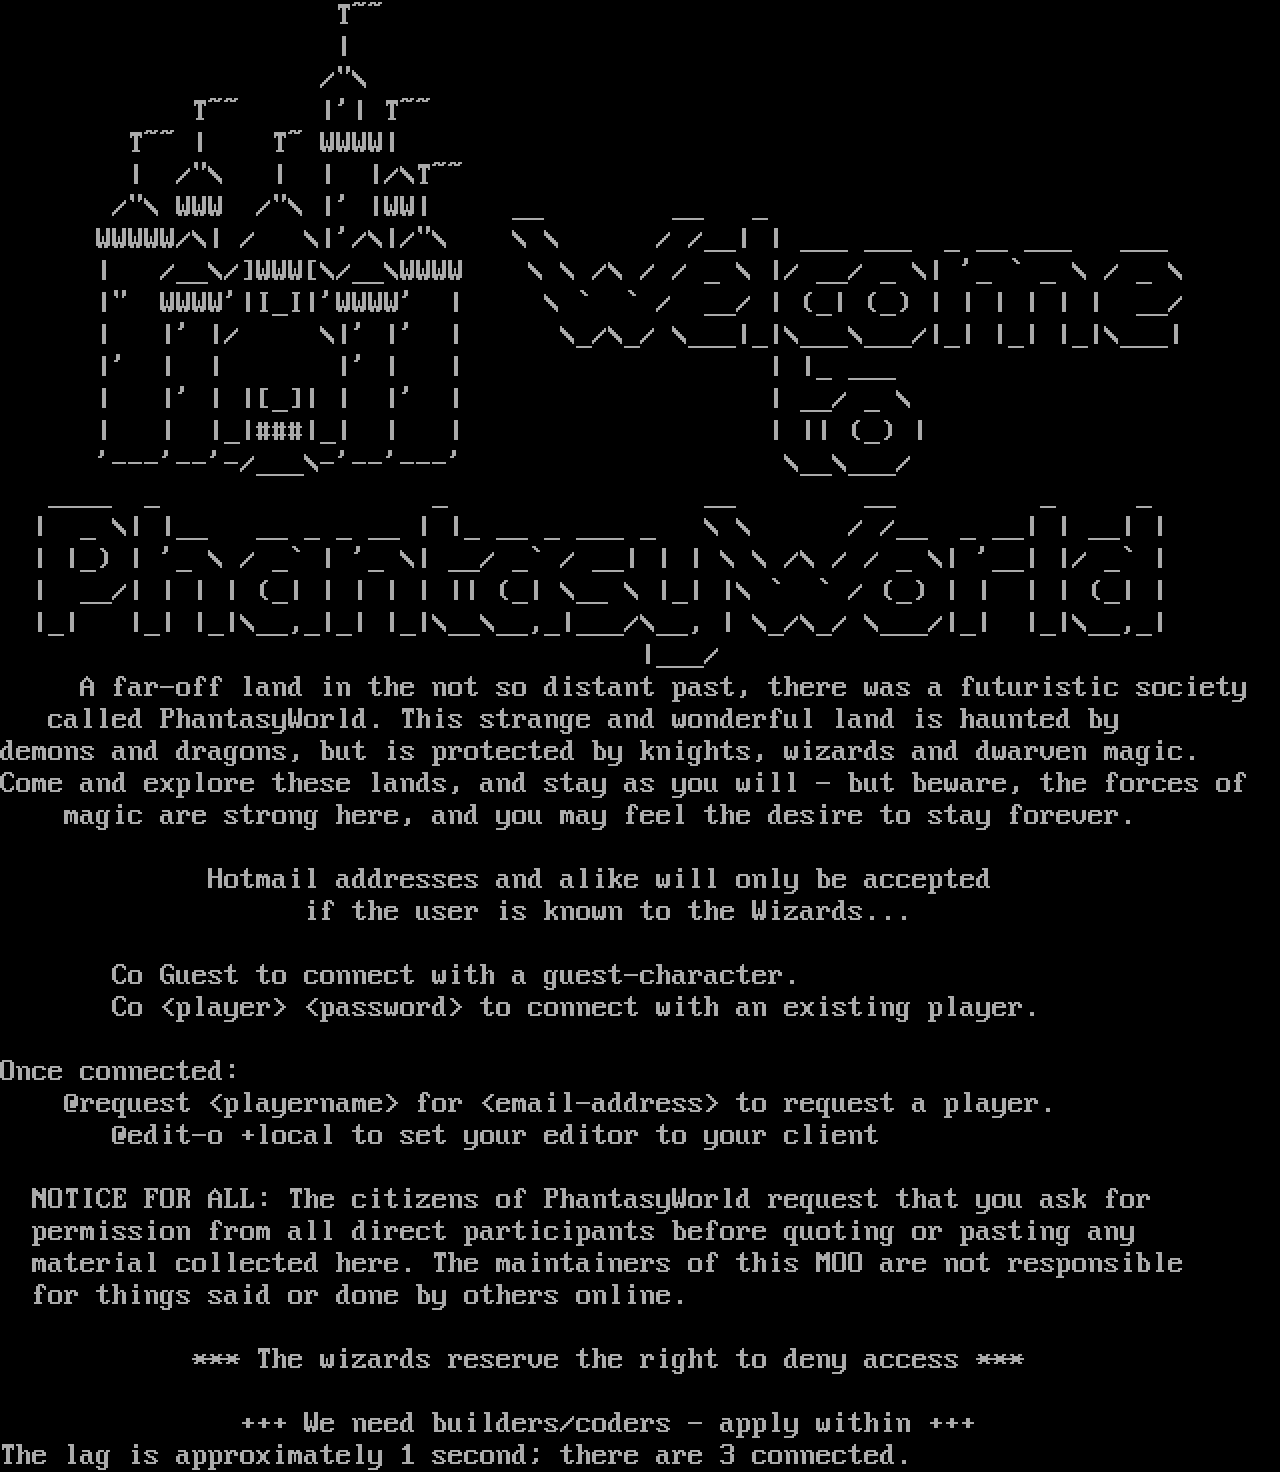 Welcome
to
PhantasyWorld
A far-off land in the not so distant past, there was a futuristic society
called PhantasyWorld. This strange and wonderful land is haunted by
demons and dragons, but is protected by knights, wizards and dwarven magic.
Come and explore these lands, and stay as you will - but beware, the forces of
magic are strong here, and you may feel the desire to stay forever.
Hotmail addresses and alike will only be accepted
if the user is known to the Wizards...
Co Guest to connect with a guest-character.
Co <player> <password> to connect with an existing player.
Once connected:
@request <playername> for <email-address> to request a player.
@edit-o +local to set your editor to your client
NOTICE FOR ALL: The citizens of PhantasyWorld request that you ask for
permission from all direct participants before quoting or pasting any
material collected here. The maintainers of this MOO are not responsible
for things said or done by others online.
*** The wizards reserve the right to deny access ***
+++ We need builders/coders - apply within +++
The lag is approximately 1 second; there are 3 connected.